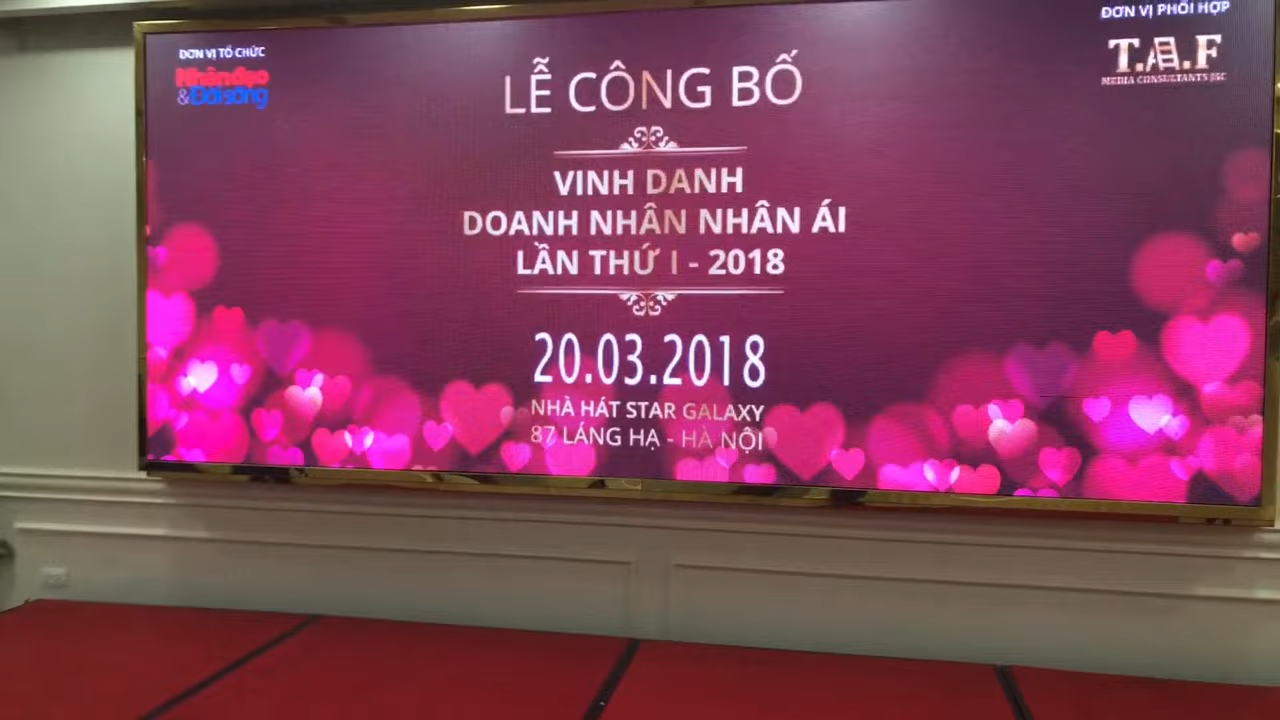 ĐƠN VỊ TỔ CHỨC
Nhân đạo
&Đời sống
ĐƠN VỊ PHỐI HỢP
T.A.F
MEDIA CONSULTANTS JSC
LỄ CÔNG BỐ
VINH DANH
DOANH NHÂN NHÂN ÁI
LẦN THỨ I - 2018
20.03.2018
NHÀ HÁT STAR GALAXY
87 LÁNG HẠ - HÀ NỘI